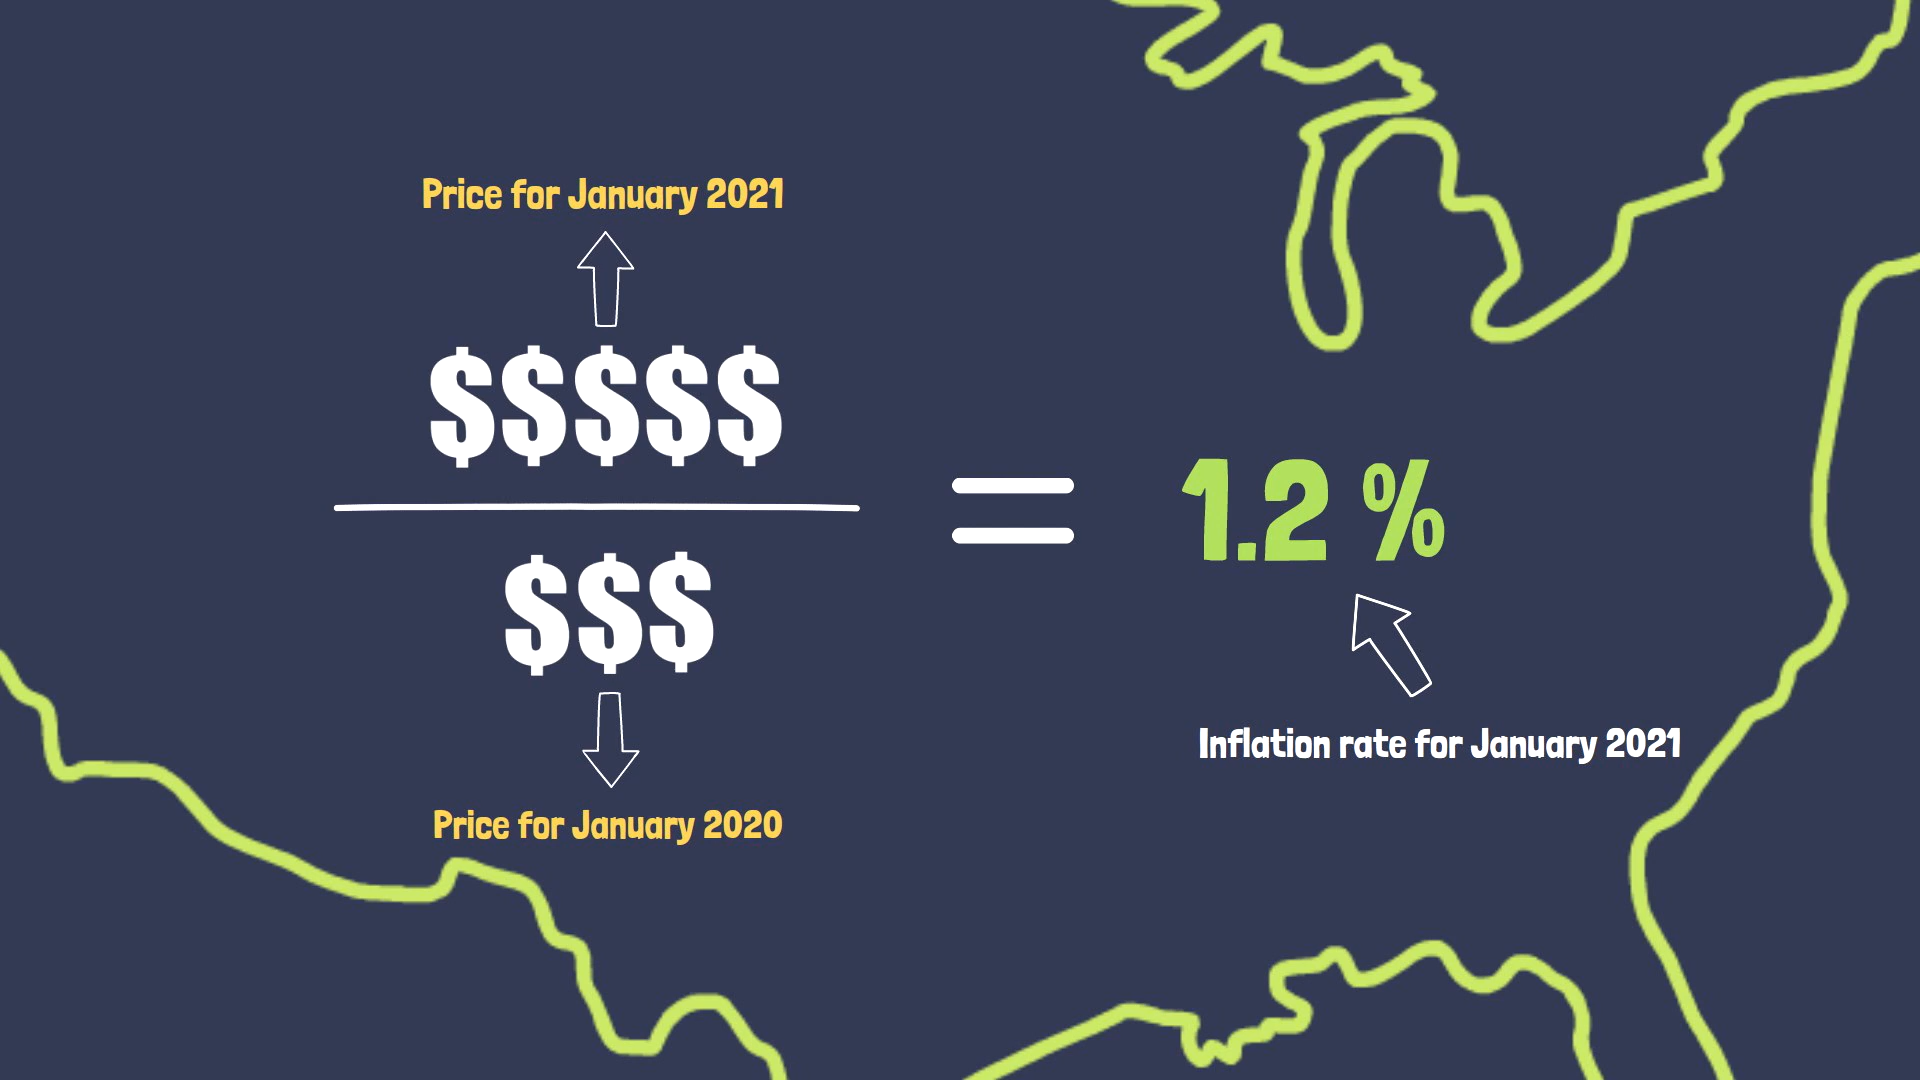 Price for January 2021
$$$$$
$$$
Price for January 2020
= 1.2 %
Inflation rate for January 2021